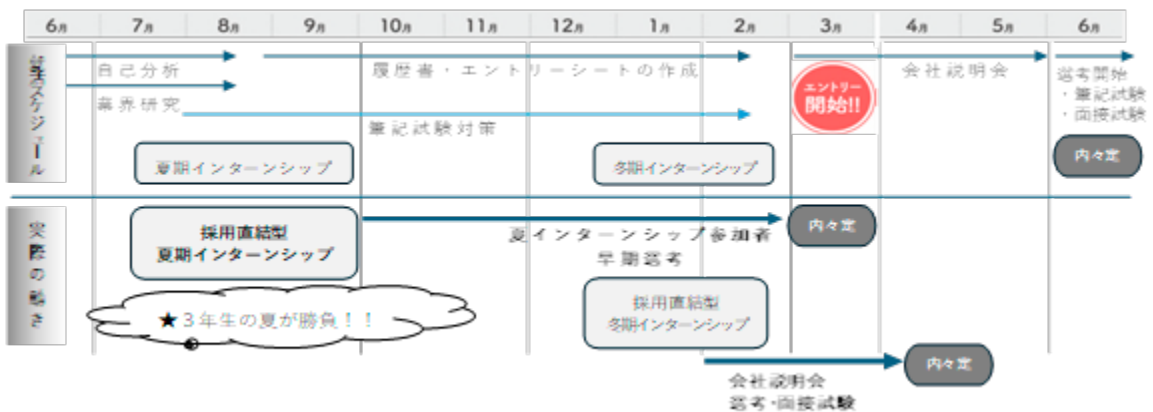 6月 7月 8月 9月 10月 11月 12月 1月 2月 3月 4月 5月 6月
自己分析
履歴書・エントリーシートの作成
エントリー
開始!!
会社説明会
選考開始
・筆記試験
・面接試験
業界研究
筆記試験対策
夏期インターンシップ
冬期インターンシップ
内々定
実際の動き
採用直結型
夏期インターンシップ
夏インターンシップ参加者
早期選考
内々定
★3年生の夏が勝負！！
採用直結型
冬期インターンシップ
内々定
会社説明会
選考・面接試験